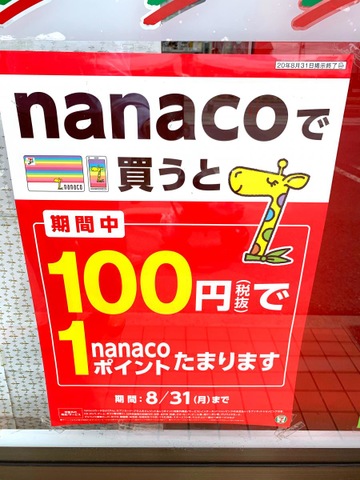 20年8月31日掲示終了
nanacoで
nanaco
買うと
期間中
100円(税抜)で
1nanaco
ポイントたまります
期間:8/31(月)まで